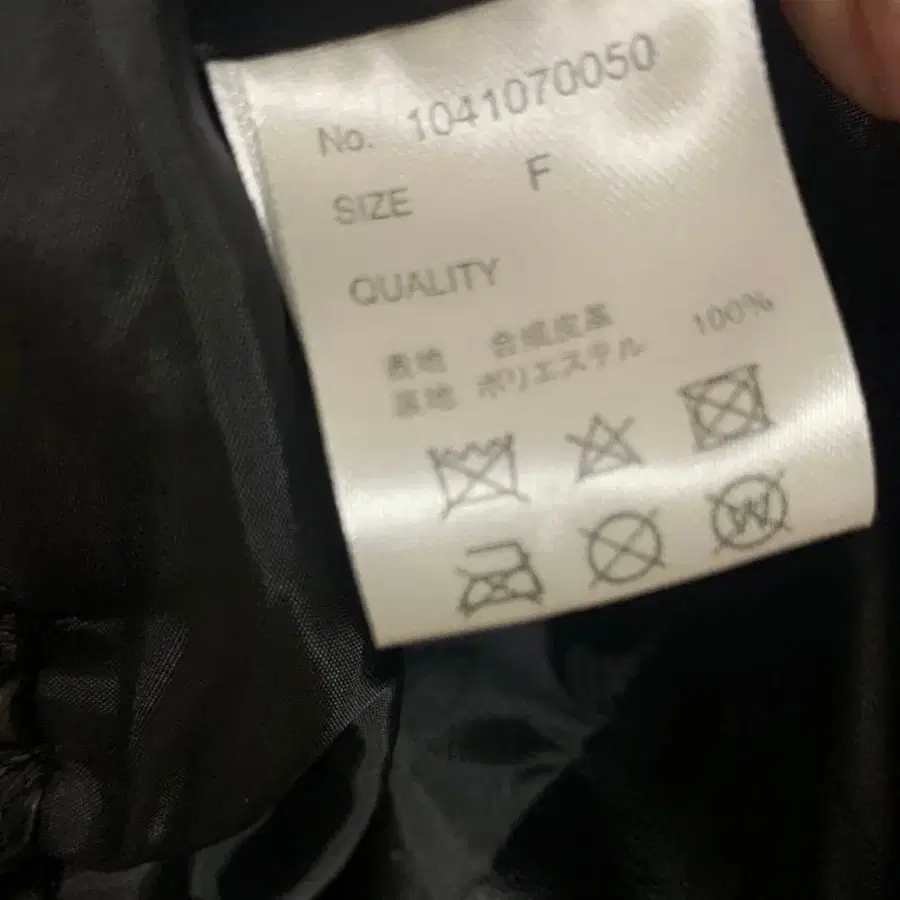 No. 1041070050
SIZE F
QUALITY
表地 合成皮革
裏地 ポリエステル 100%
W